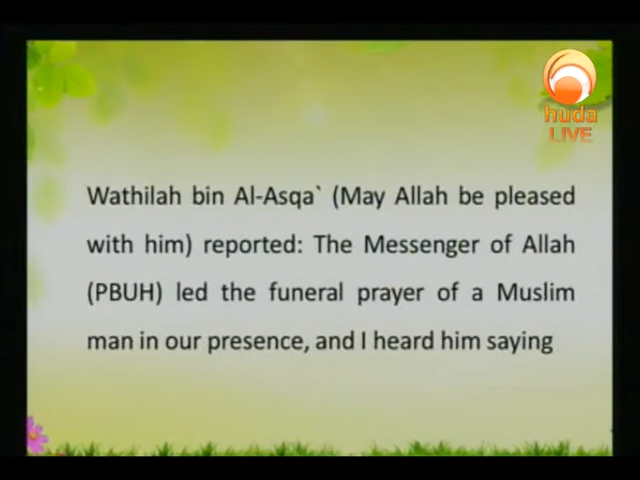 huda
LIVE
Wathilah bin Al-Asqa` (May Allah be pleased
with him) reported: The Messenger of Allah
(PBUH) led the funeral prayer of a Muslim
man in our presence, and I heard him saying